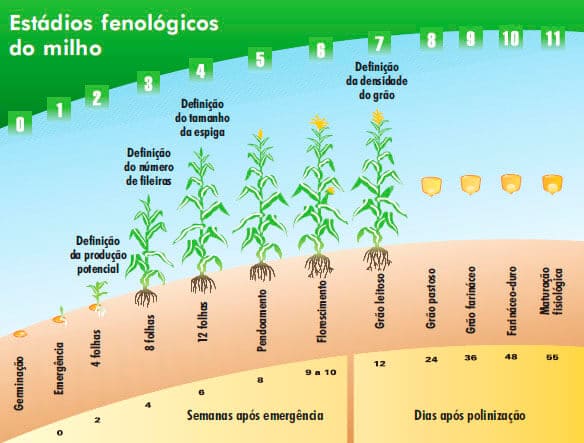 Estádios fenológicos
do milho
0
1
2
3
4
5
6
7
8
9
10
11
Definição
da produção
potencial
Definição
do número
de fileiras
Definição
do tamanho
da espiga
Definição
da densidade
do grão
Germinação
Emergência
4 folhas
8 folhas
12 folhas
Pendoamento
Florescimento
Grão leitoso
Grão pastoso
Grão farináceo
Farináceo-duro
Maturação
fisiológica
0
2
4
6
8
9 a 10
12
24
36
48
55
Semanas após emergência
Dias após polinização